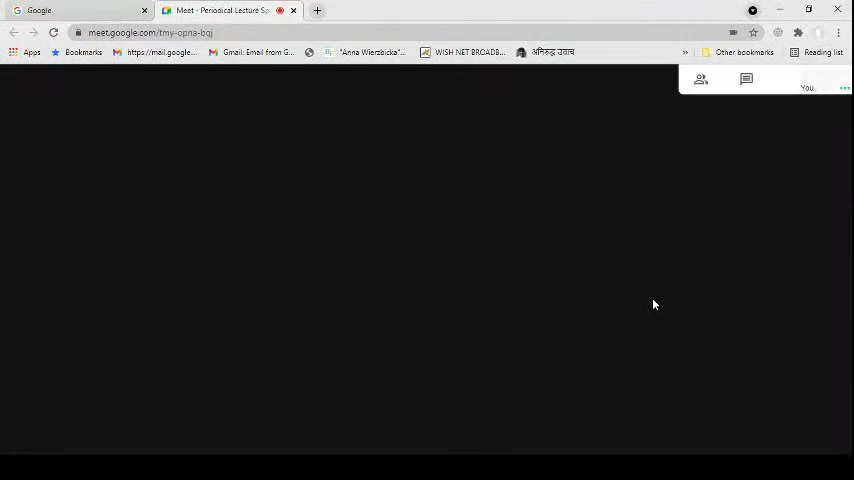 Google
Meet - Periodical Lecture Sp
meet.google.com/tmy-opna-bqj
Apps
Bookmarks
https://mail.google...
Gmail: Email from G...
"Anna Wierzbicka"...
WISH NET BROADB...
अनिरुद्ध उवाच
»
Other bookmarks
Reading list
You